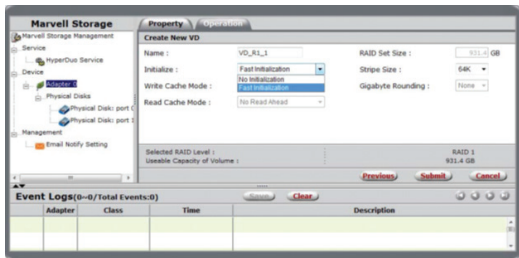 Marvell Storage
Property
Operation
Marvell Storage Management
Service
HyperDuo Service
Device
Adapter 0
Physical Disks
Physical Disk: port 0
Physical Disk: port 1
Management
Email Notify Setting
Create New VD
Name :
VD_R1_1
RAID Set Size :
931.4 GB
Initialize :
Fast Initialization
Stripe Size :
64K
No Initialization
Fast Initialization
Write Cache Mode :
Gigabyte Rounding :
None
Read Cache Mode :
No Read Ahead
Selected RAID Level :
RAID 1
Useable Capacity of Volume :
931.4 GB
Previous
Submit
Cancel
Event Logs(0~0/Total Events:0)
Save
Clear
Adapter
Class
Time
Description